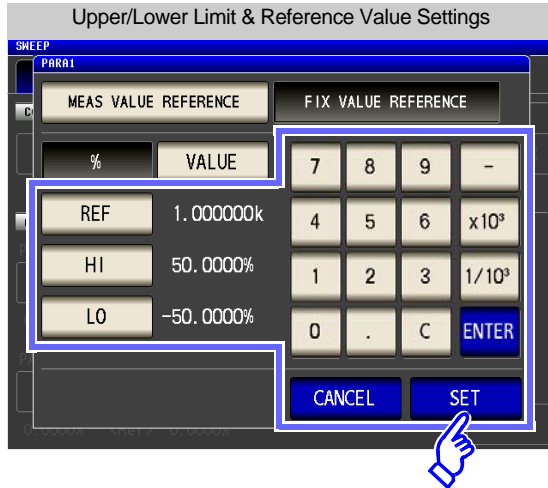 Upper/Lower Limit & Reference Value Settings
SWEEP
PARA1
MEAS VALUE REFERENCE FIX VALUE REFERENCE
% VALUE
7 8 9 -
REF 1.000000k
4 5 6 x10³
HI 50.0000%
1 2 3 1/10³
LO -50.0000%
0 . C ENTER
CANCEL SET